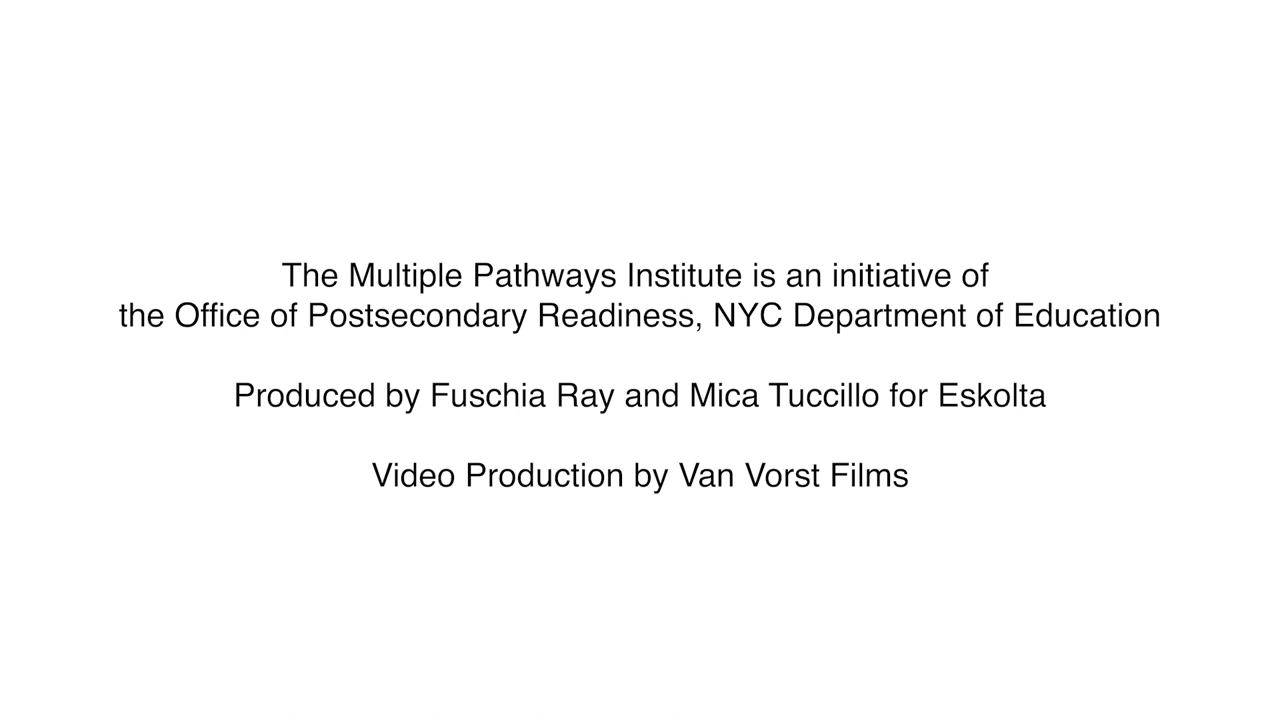 The Multiple Pathways Institute is an initiative of
the Office of Postsecondary Readiness, NYC Department of Education
Produced by Fuschia Ray and Mica Tuccillo for Eskolta
Video Production by Van Vorst Films